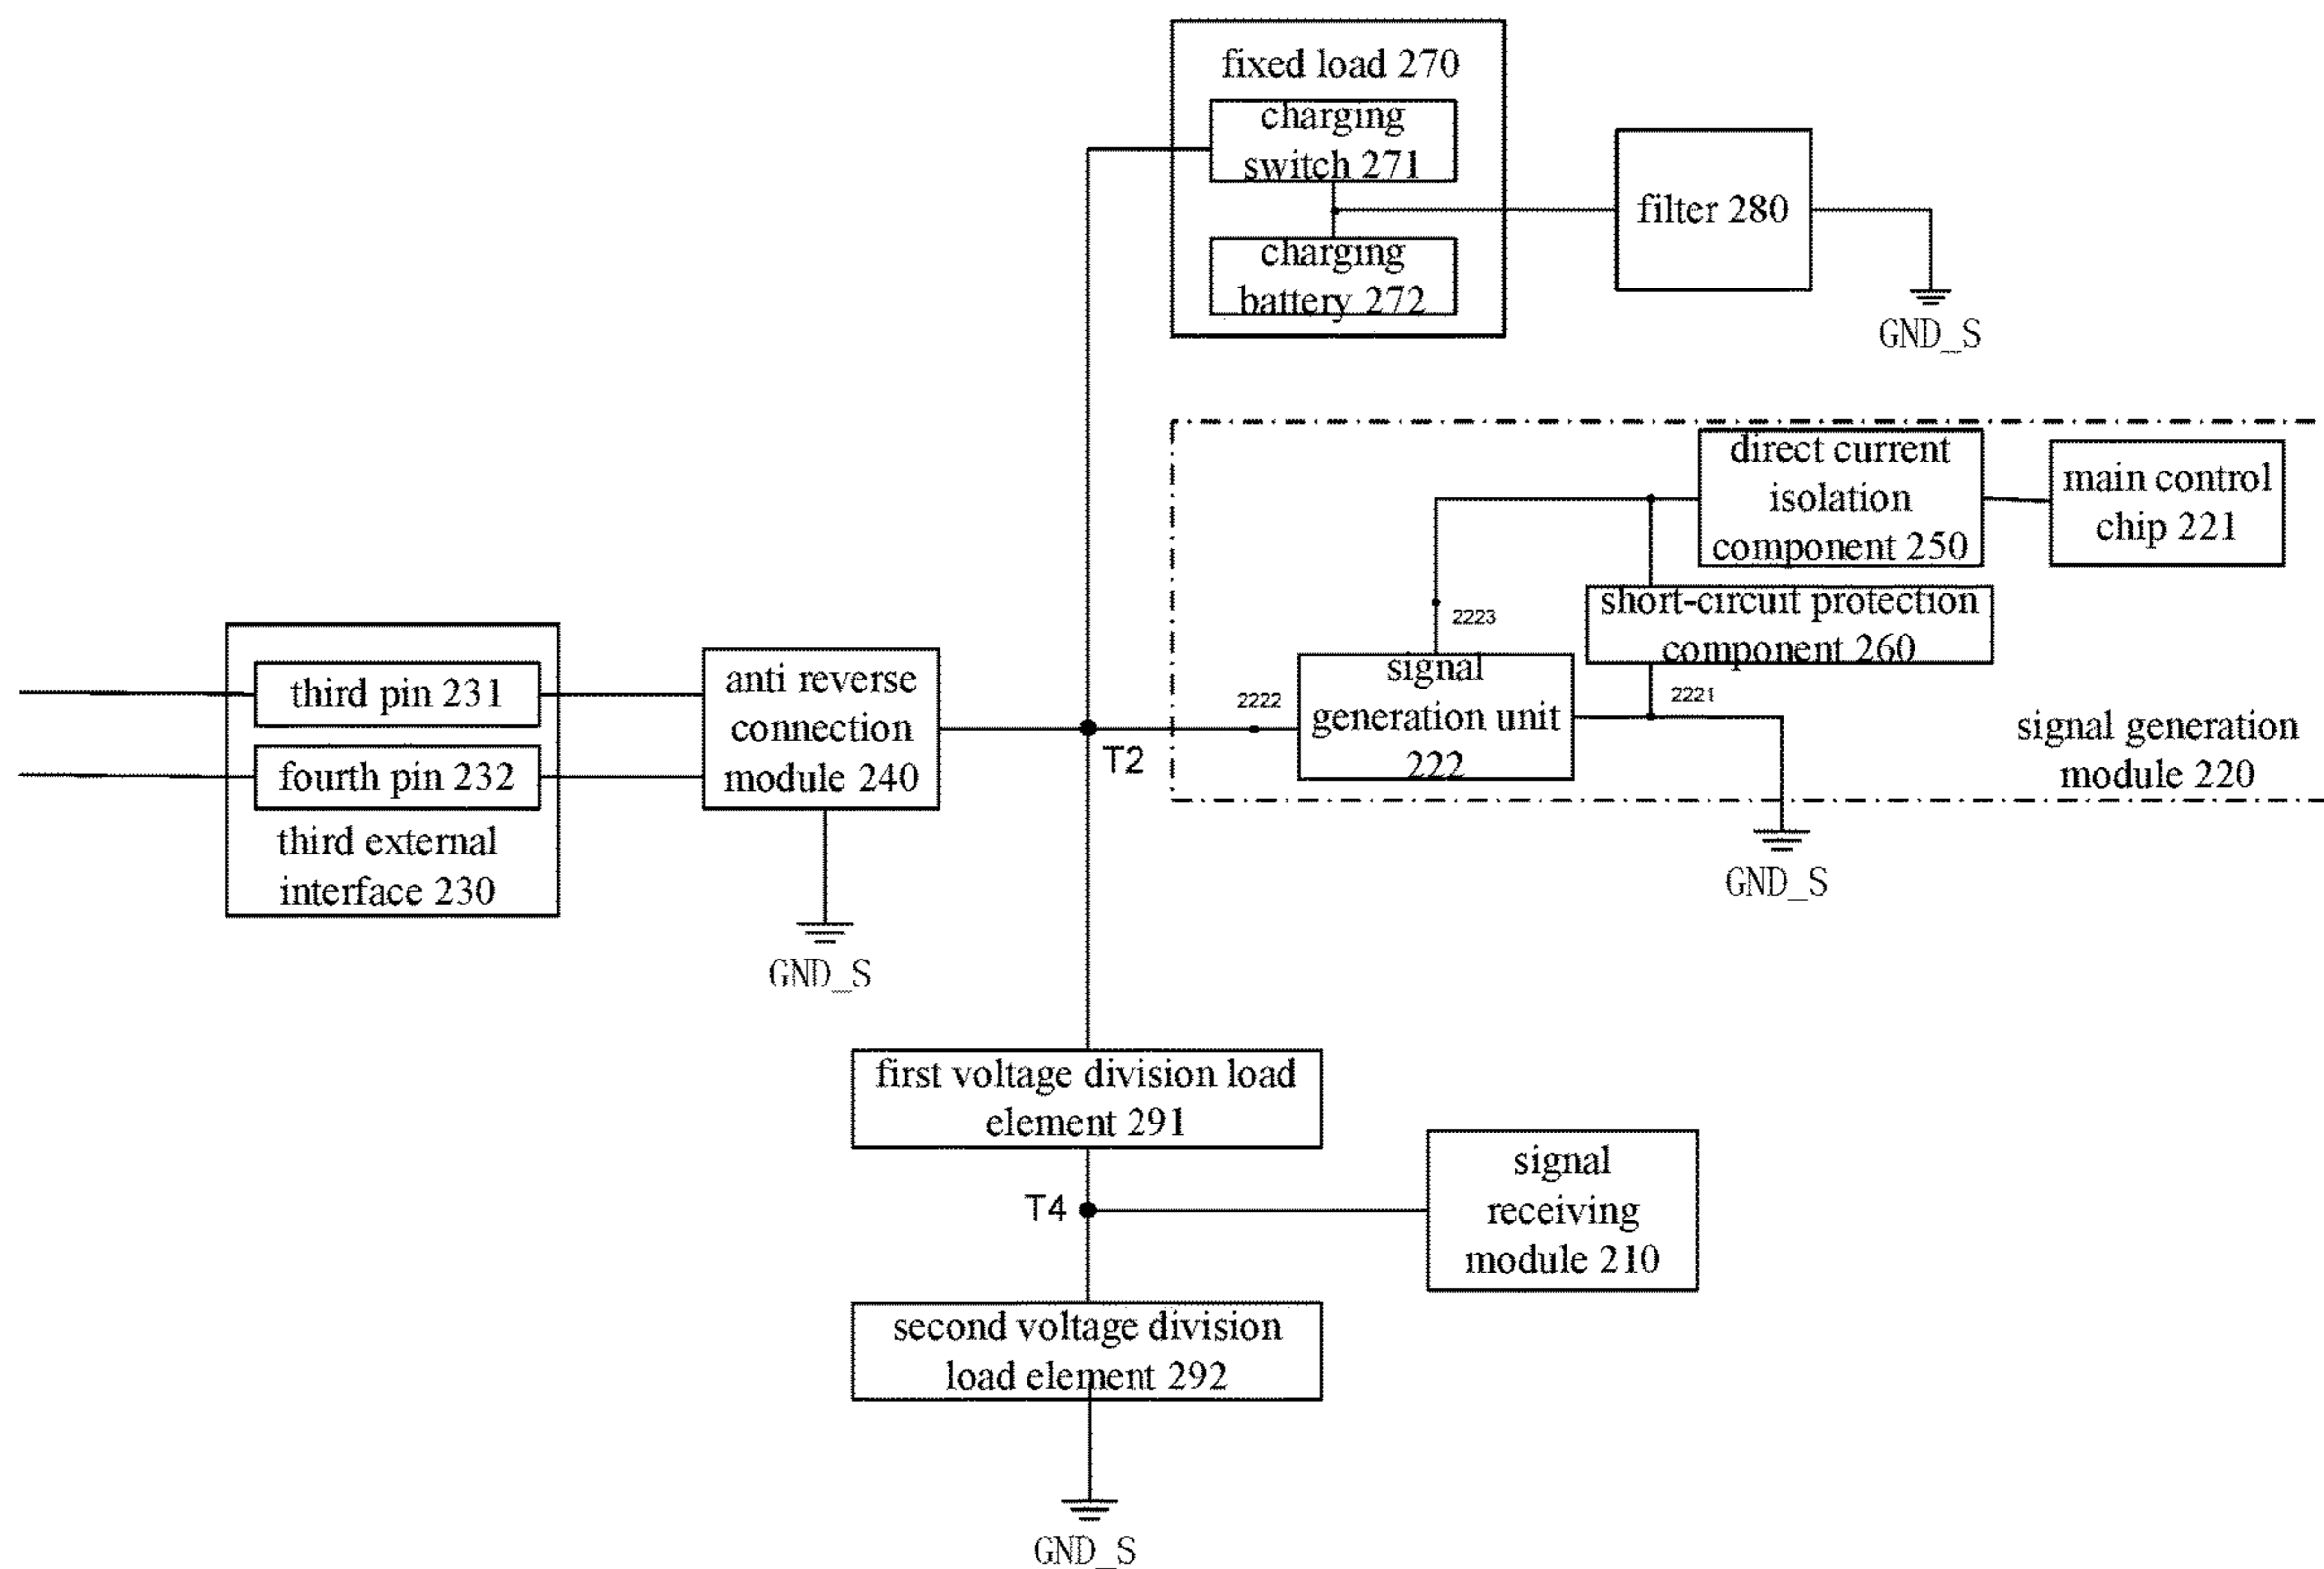 fixed load 270
charging
switch 271
charging
battery 272
filter 280
GND_S
direct current
isolation
component 250
main control
chip 221
short-circuit protection
component 260
2223
2222
signal
generation unit
222
2221
signal generation
module 220
GND_S
third pin 231
fourth pin 232
third external
interface 230
anti reverse
connection
module 240
GND_S
T2
first voltage division load
element 291
T4
signal
receiving
module 210
second voltage division
load element 292
GND_S